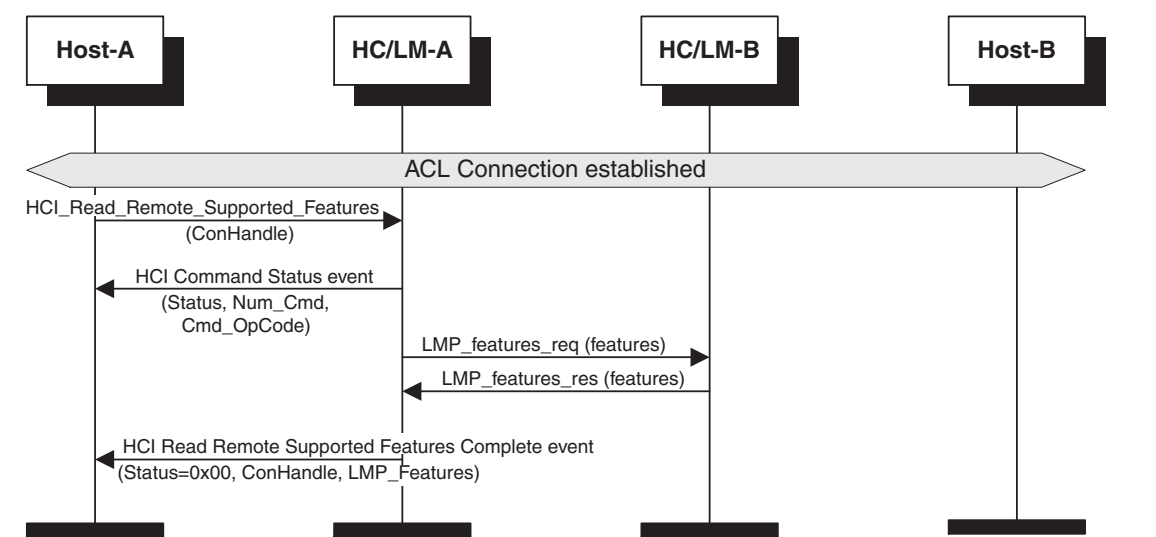 Host-A
HC/LM-A
HC/LM-B
Host-B
ACL Connection established
HCI_Read_Remote_Supported_Features
(ConHandle)
HCI Command Status event
(Status, Num_Cmd,
Cmd_OpCode)
LMP_features_req (features)
LMP_features_res (features)
HCI Read Remote Supported Features Complete event
(Status=0x00, ConHandle, LMP_Features)